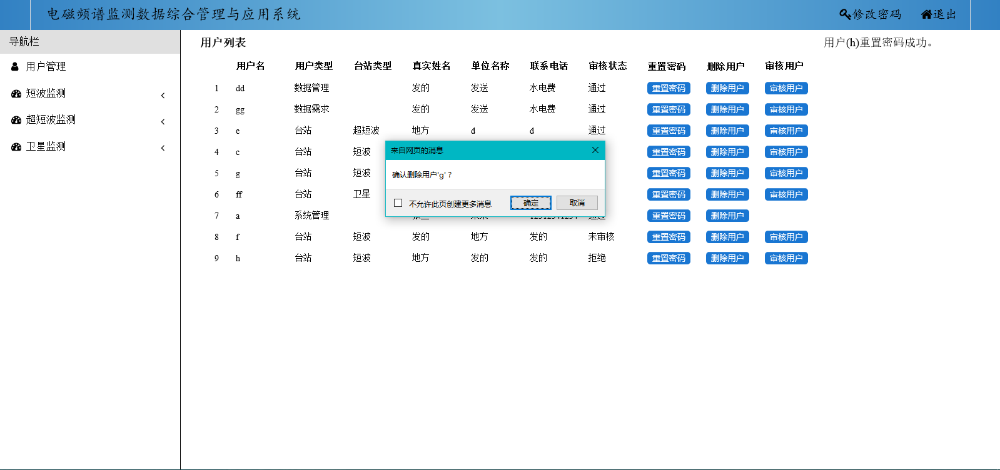 电磁频谱监测数据综合管理与应用系统 修改密码 退出
导航栏
用户管理
短波监测
超短波监测
卫星监测
用户列表 用户(h)重置密码成功。
用户名 用户类型 台站类型 真实姓名 单位名称 联系电话 审核状态 重置密码 删除用户 审核用户
1 dd 数据管理 发的 发送 水电费 通过 重置密码 删除用户 审核用户
2 gg 数据需求 发的 发送 水电费 通过 重置密码 删除用户 审核用户
3 e 台站 超短波 地方 d d 通过 重置密码 删除用户 审核用户
4 c 台站 短波 重置密码 删除用户 审核用户
5 g 台站 短波 重置密码 删除用户 审核用户
6 ff 台站 卫星 重置密码 删除用户 审核用户
7 a 系统管理 重置密码 删除用户
8 f 台站 短波 发的 地方 发的 未审核 重置密码 删除用户 审核用户
9 h 台站 短波 地方 发的 发的 拒绝 重置密码 删除用户 审核用户
来自网页的消息
确认删除用户'g'？
不允许此页创建更多消息 确定 取消